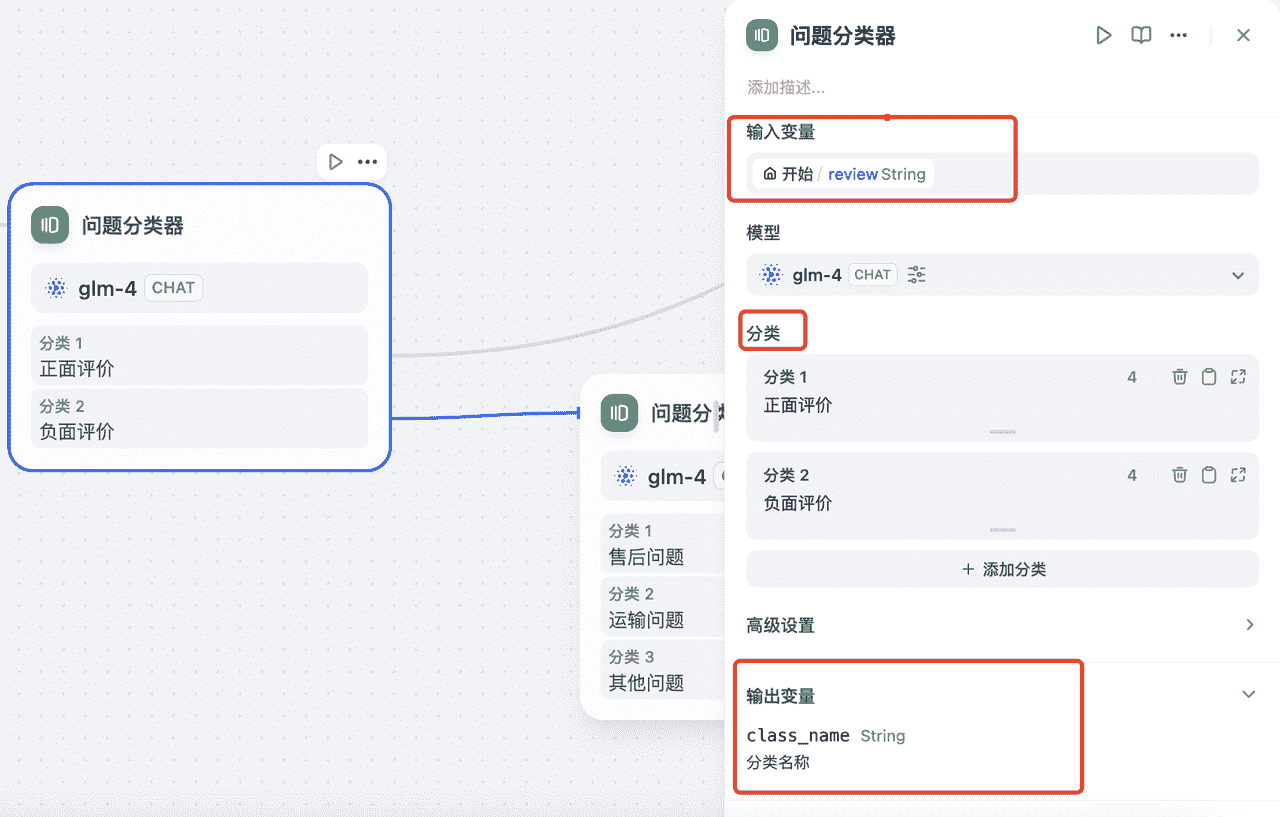 问题分类器
glm-4 CHAT
分类 1
正面评价
分类 2
负面评价
问题分
glm-4
分类 1
售后问题
分类 2
运输问题
分类 3
其他问题
问题分类器
添加描述...
输入变量
开始 / review String
模型
glm-4 CHAT
分类
分类 1 4
正面评价
分类 2 4
负面评价
+ 添加分类
高级设置
输出变量
class_name String
分类名称